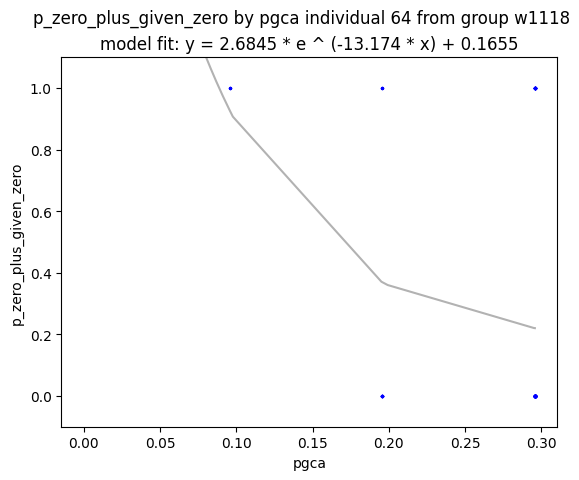 p_zero_plus_given_zero by pgca individual 64 from group w1118
model fit: y = 2.6845 * e ^ (-13.174 * x) + 0.1655
1.0
0.8
0.6
0.4
0.2
0.0
p_zero_plus_given_zero
0.00 0.05 0.10 0.15 0.20 0.25 0.30
pgca